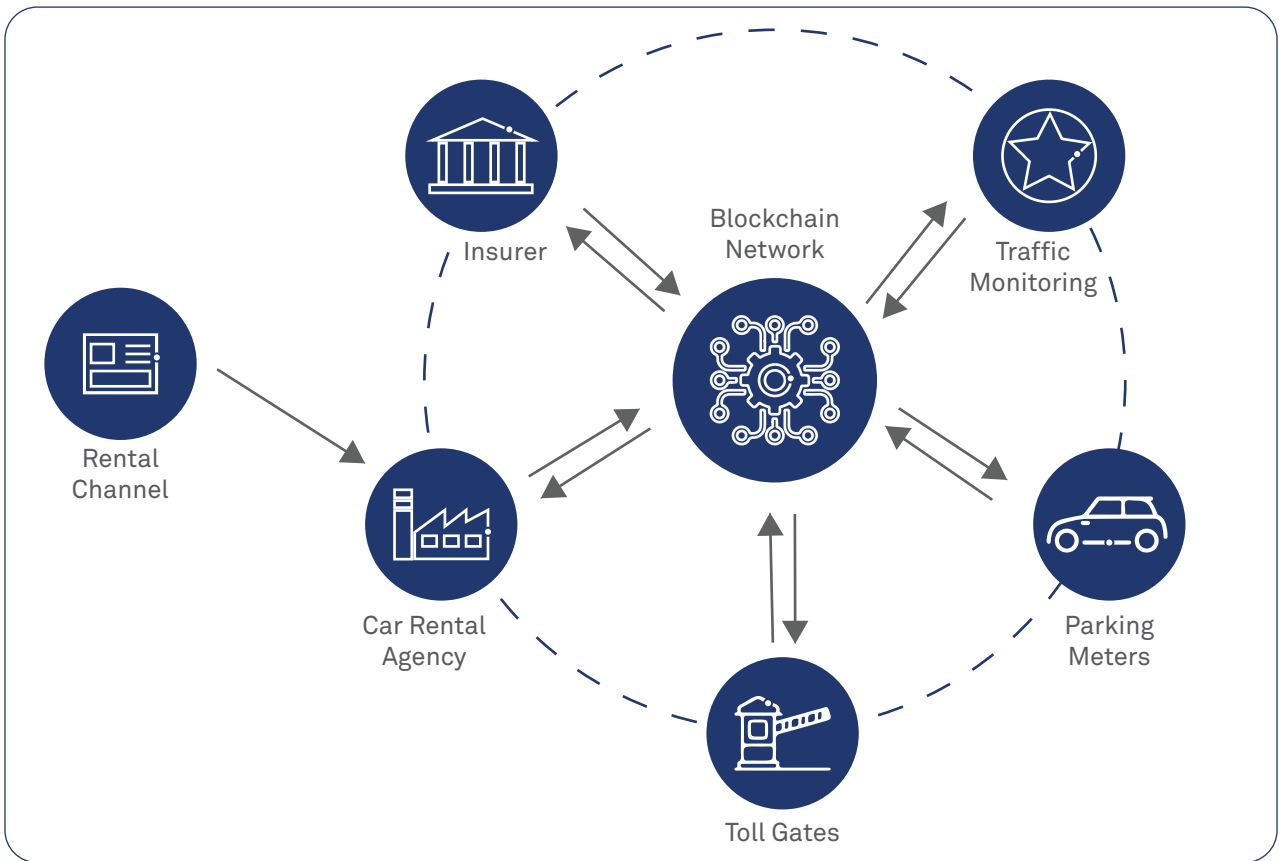 Insurer
Blockchain
Network
Traffic
Monitoring
Rental
Channel
Car Rental
Agency
Parking
Meters
Toll Gates